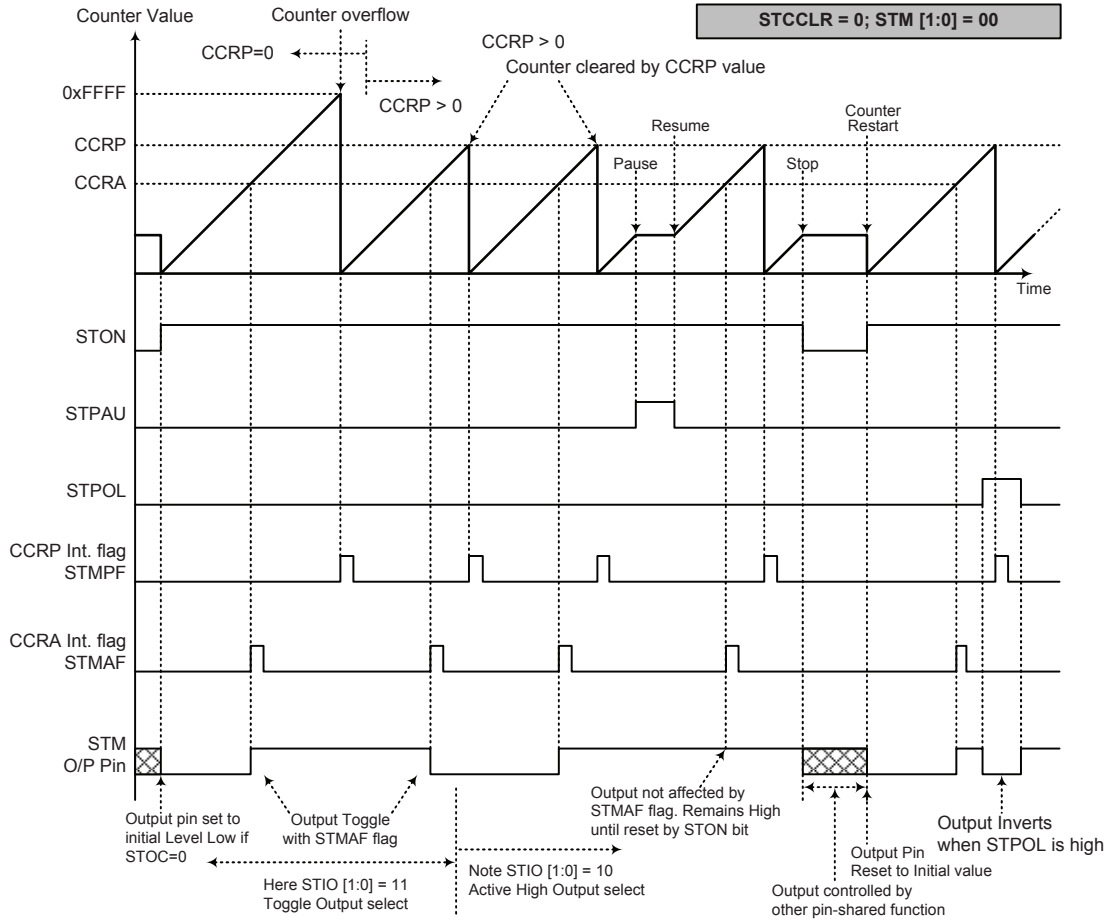 Counter Value
Counter overflow
STCCLR = 0; STM [1:0] = 00
CCRP=0
CCRP > 0
CCRP > 0
Counter cleared by CCRP value
0xFFFF
CCRP
CCRA
Pause
Resume
Stop
Counter
Restart
Time
STON
STPAU
STPOL
CCRP Int. flag
STMPF
CCRA Int. flag
STMAF
STM
O/P Pin
Output pin set to
initial Level Low if
STOC=0
Output Toggle
with STMAF flag
Here STIO [1:0] = 11
Toggle Output select
Note STIO [1:0] = 10
Active High Output select
Output not affected by
STMAF flag. Remains High
until reset by STON bit
Output controlled by
other pin-shared function
Output Pin
Reset to Initial value
Output Inverts
when STPOL is high